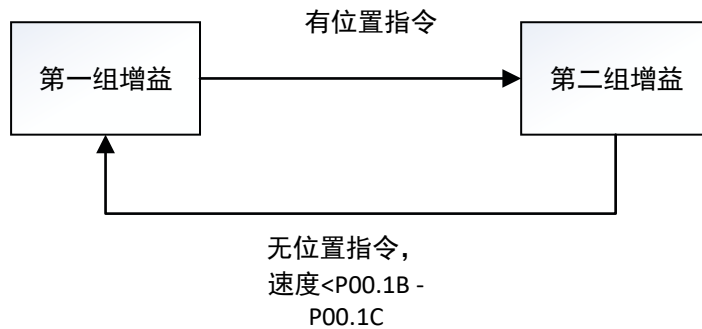 有位置指令
第一组增益
第二组增益
无位置指令，
速度<P00.1B -
P00.1C